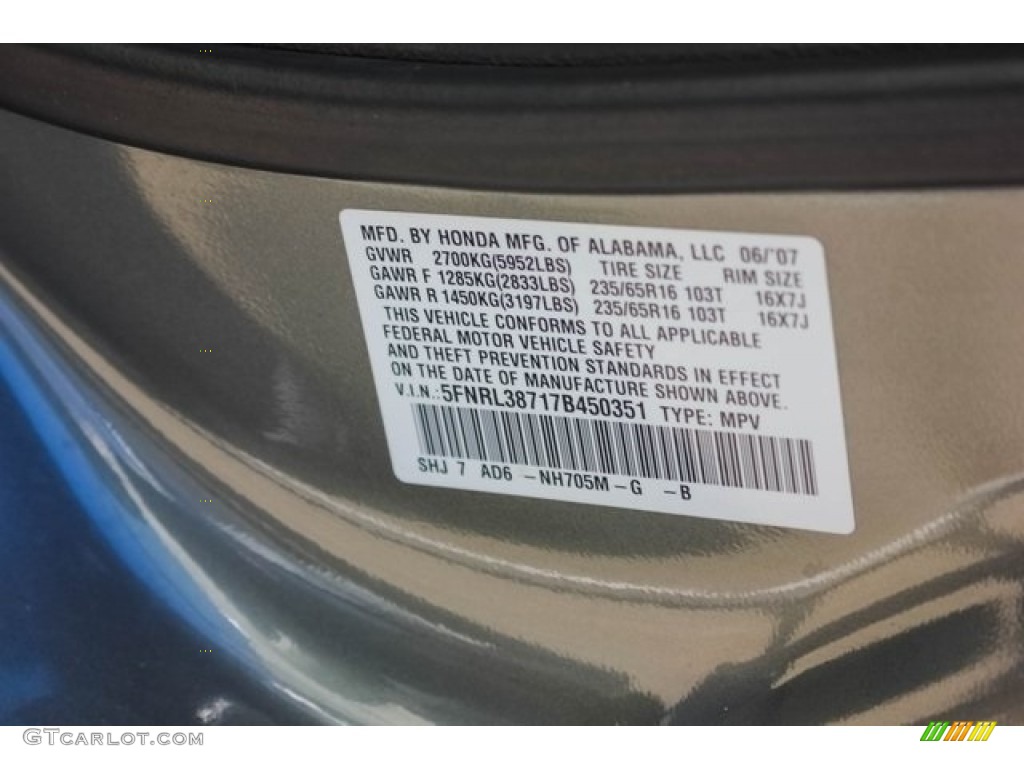 MFD. BY HONDA MFG. OF ALABAMA, LLC 06/'07
GVWR 2700KG(5952LBS) TIRE SIZE RIM SIZE
GAWR F 1285KG(2833LBS) 235/65R16 103T 16X7J
GAWR R 1450KG(3197LBS) 235/65R16 103T 16X7J
THIS VEHICLE CONFORMS TO ALL APPLICABLE
FEDERAL MOTOR VEHICLE SAFETY
AND THEFT PREVENTION STANDARDS IN EFFECT
ON THE DATE OF MANUFACTURE SHOWN ABOVE.
V.I.N.: 5FNRL38717B450351 TYPE: MPV
SHJ 7 AD6 -NH705M-G -B
GTcarlot.com